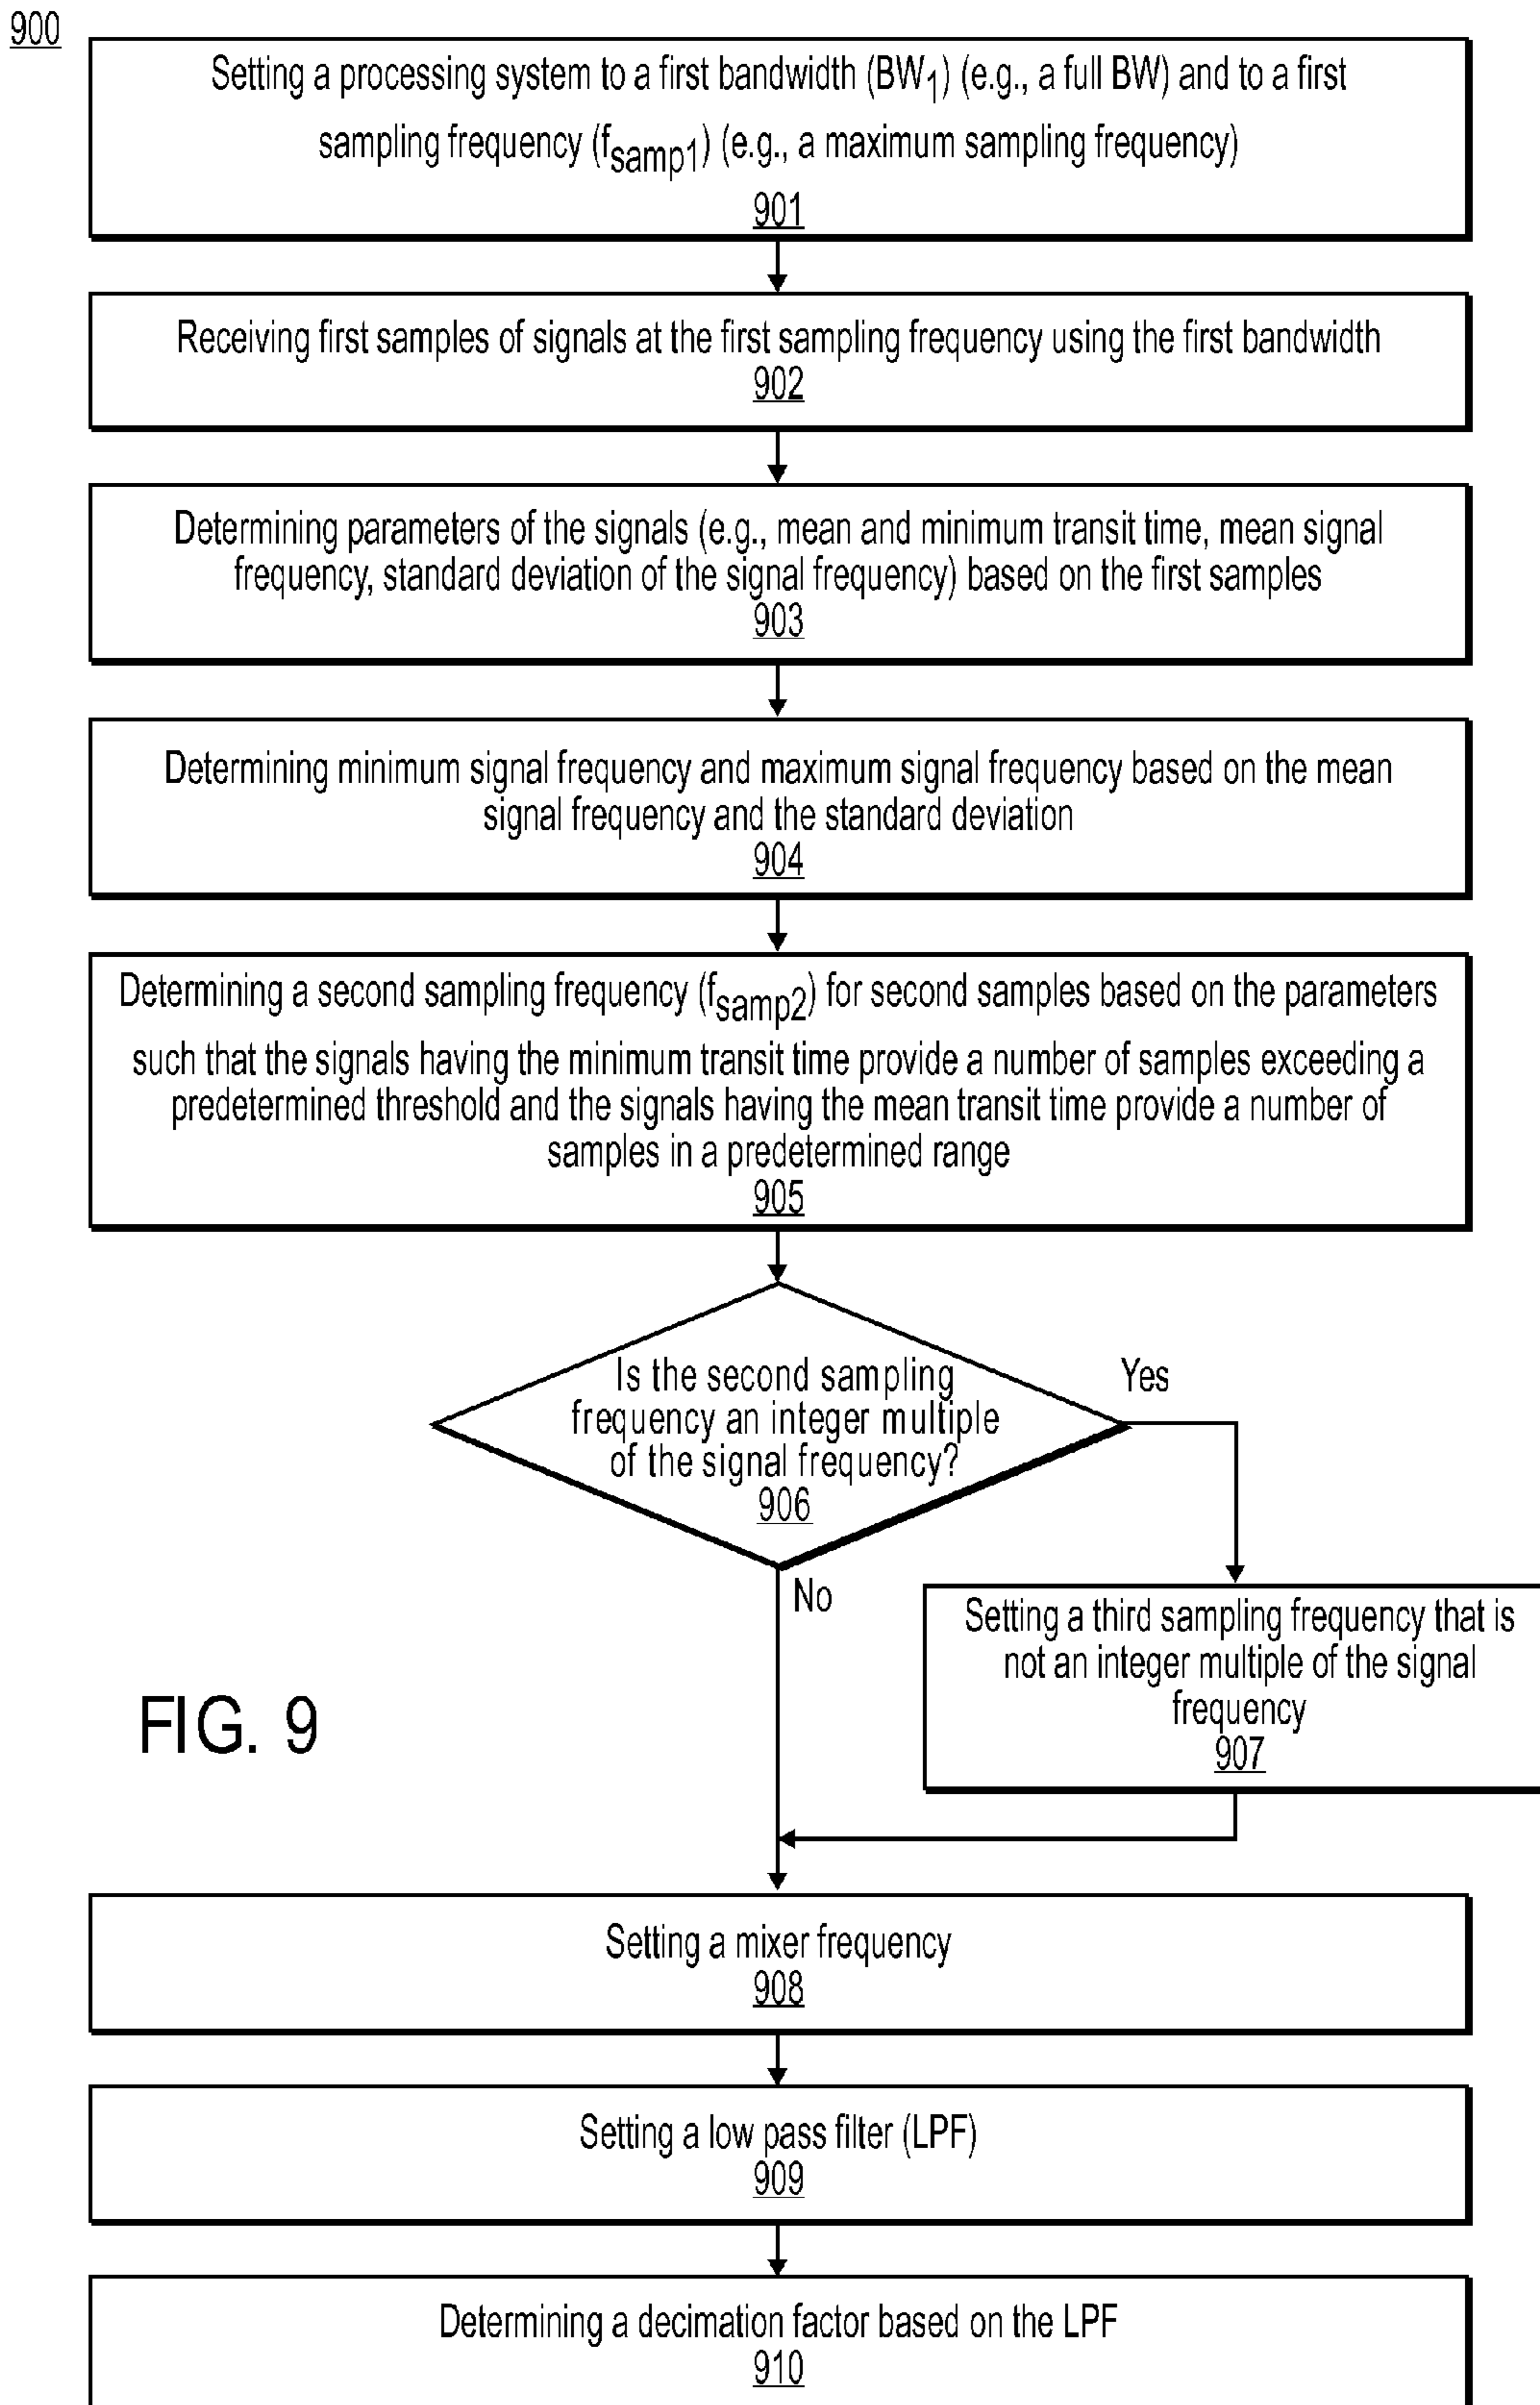 900
Setting a processing system to a first bandwidth (BW1) (e.g., a full BW) and to a first
sampling frequency (fsamp1) (e.g., a maximum sampling frequency)
901
Receiving first samples of signals at the first sampling frequency using the first bandwidth
902
Determining parameters of the signals (e.g., mean and minimum transit time, mean signal
frequency, standard deviation of the signal frequency) based on the first samples
903
Determining minimum signal frequency and maximum signal frequency based on the mean
signal frequency and the standard deviation
904
Determining a second sampling frequency (fsamp2) for second samples based on the parameters
such that the signals having the minimum transit time provide a number of samples exceeding a
predetermined threshold and the signals having the mean transit time provide a number of
samples in a predetermined range
905
Is the second sampling
frequency an integer multiple
of the signal frequency?
906
Yes
No
Setting a third sampling frequency that is
not an integer multiple of the signal
frequency
907
FIG. 9
Setting a mixer frequency
908
Setting a low pass filter (LPF)
909
Determining a decimation factor based on the LPF
910